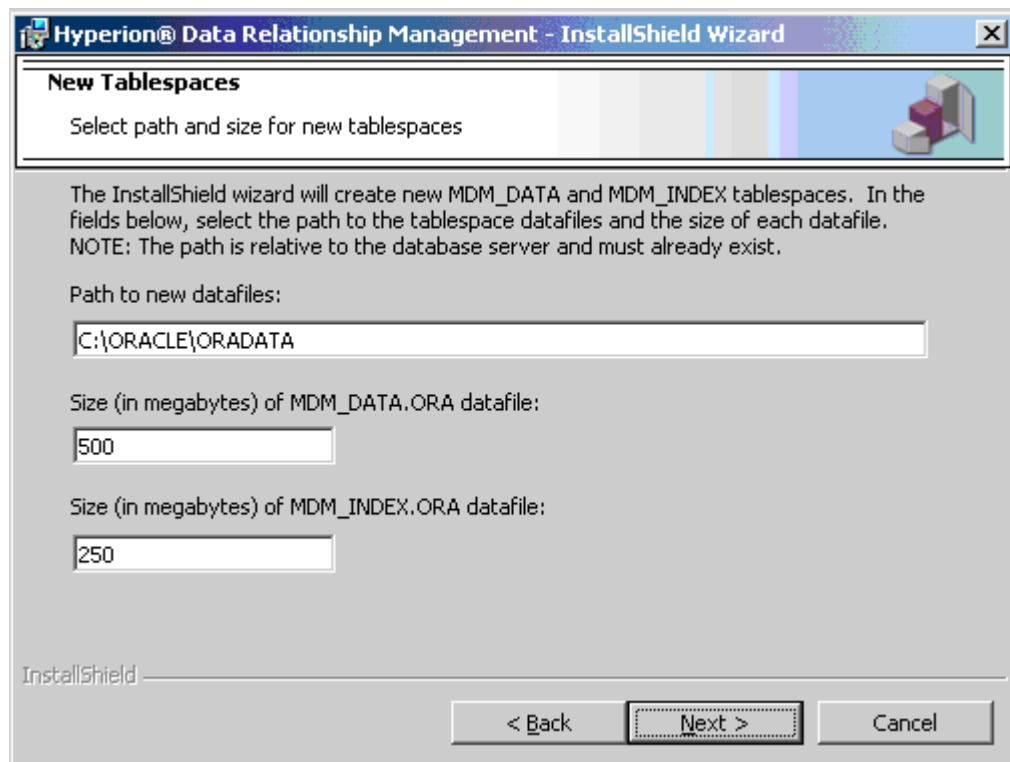 Hyperion® Data Relationship Management - InstallShield Wizard
New Tablespaces
Select path and size for new tablespaces
The InstallShield wizard will create new MDM_DATA and MDM_INDEX tablespaces.  In the
fields below, select the path to the tablespace datafiles and the size of each datafile.
NOTE: The path is relative to the database server and must already exist.
Path to new datafiles:
C:\ORACLE\ORADATA
Size (in megabytes) of MDM_DATA.ORA datafile:
500
Size (in megabytes) of MDM_INDEX.ORA datafile:
250
InstallShield
< Back Next > Cancel